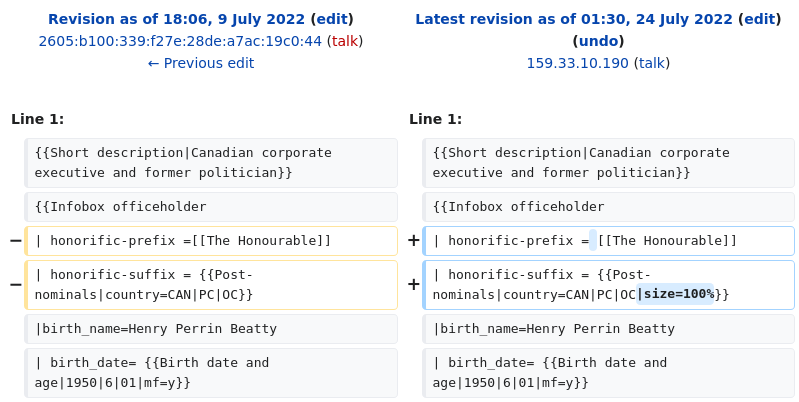 Revision as of 18:06, 9 July 2022 (edit)
2605:b100:339:f27e:28de:a7ac:19c0:44 (talk)
← Previous edit
Latest revision as of 01:30, 24 July 2022 (edit)
(undo)
159.33.10.190 (talk)
Line 1:
Line 1:
{{Short description|Canadian corporate
executive and former politician}}
{{Short description|Canadian corporate
executive and former politician}}
{{Infobox officeholder
{{Infobox officeholder
− | honorific-prefix =[[The Honourable]]
+ | honorific-prefix = [[The Honourable]]
− | honorific-suffix = {{Post-
nominals|country=CAN|PC|OC}}
+ | honorific-suffix = {{Post-
nominals|country=CAN|PC|OC|size=100%}}
|birth_name=Henry Perrin Beatty
|birth_name=Henry Perrin Beatty
| birth_date= {{Birth date and
age|1950|6|01|mf=y}}
| birth_date= {{Birth date and
age|1950|6|01|mf=y}}